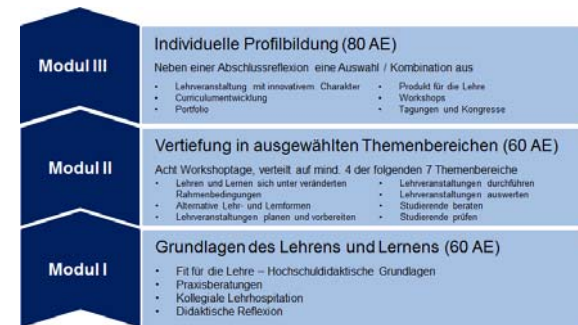 Modul III
Individuelle Profilbildung (80 AE)
Neben einer Abschlussreflexion eine Auswahl / Kombination aus
• Lehrveranstaltung mit innovativem Charakter
• Curriculumentwicklung
• Portfolio
• Produkt für die Lehre
• Workshops
• Tagungen und Kongresse
Modul II
Vertiefung in ausgewählten Themenbereichen (60 AE)
Acht Workshoptage, verteilt auf mind. 4 der folgenden 7 Themenbereiche
• Lehren und Lernen sich unter veränderten
Rahmenbedingungen
• Alternative Lehr- und Lernformen
• Lehrveranstaltungen planen und vorbereiten
• Lehrveranstaltungen durchführen
• Lehrveranstaltungen auswerten
• Studierende beraten
• Studierende prüfen
Modul I
Grundlagen des Lehrens und Lernens (60 AE)
• Fit für die Lehre – Hochschuldidaktische Grundlagen
• Praxisberatungen
• Kollegiale Lehrhospitation
• Didaktische Reflexion